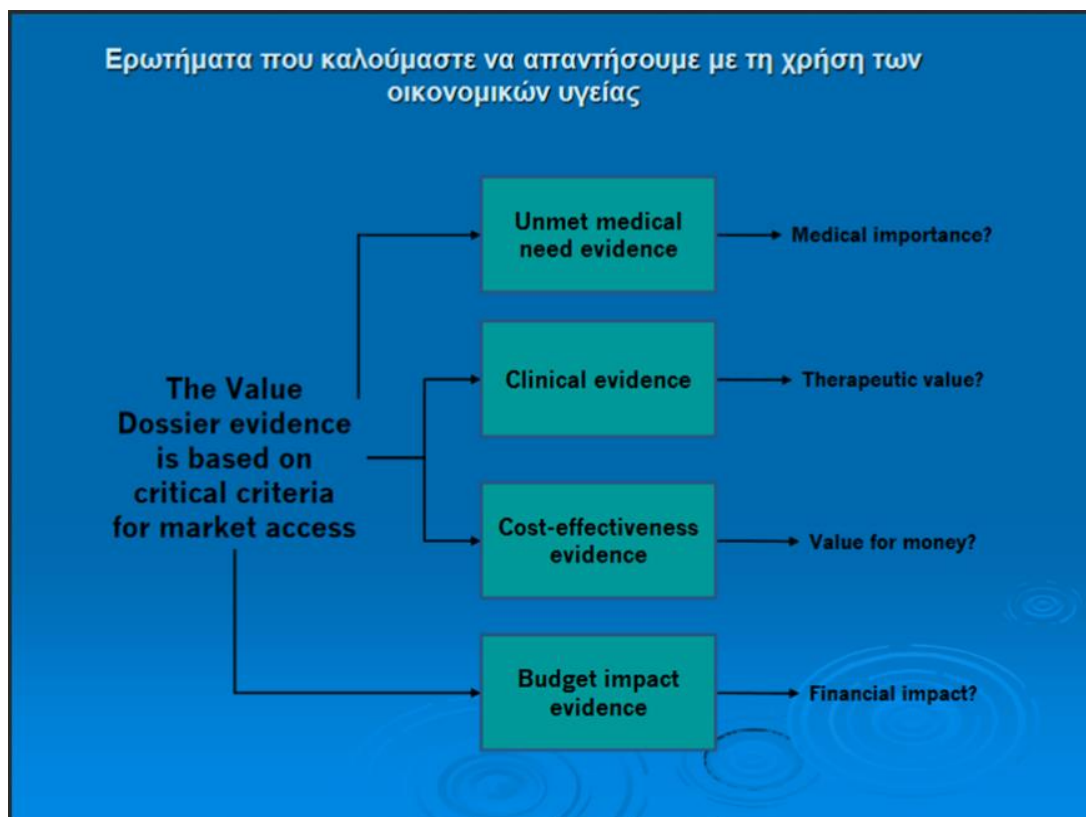 Ερωτήματα που καλούμαστε να απαντήσουμε με τη χρήση των
οικονομικών υγείας
The Value
Dossier evidence
is based on
critical criteria
for market access
Unmet medical
need evidence
Medical importance?
Clinical evidence
Therapeutic value?
Cost-effectiveness
evidence
Value for money?
Budget impact
evidence
Financial impact?